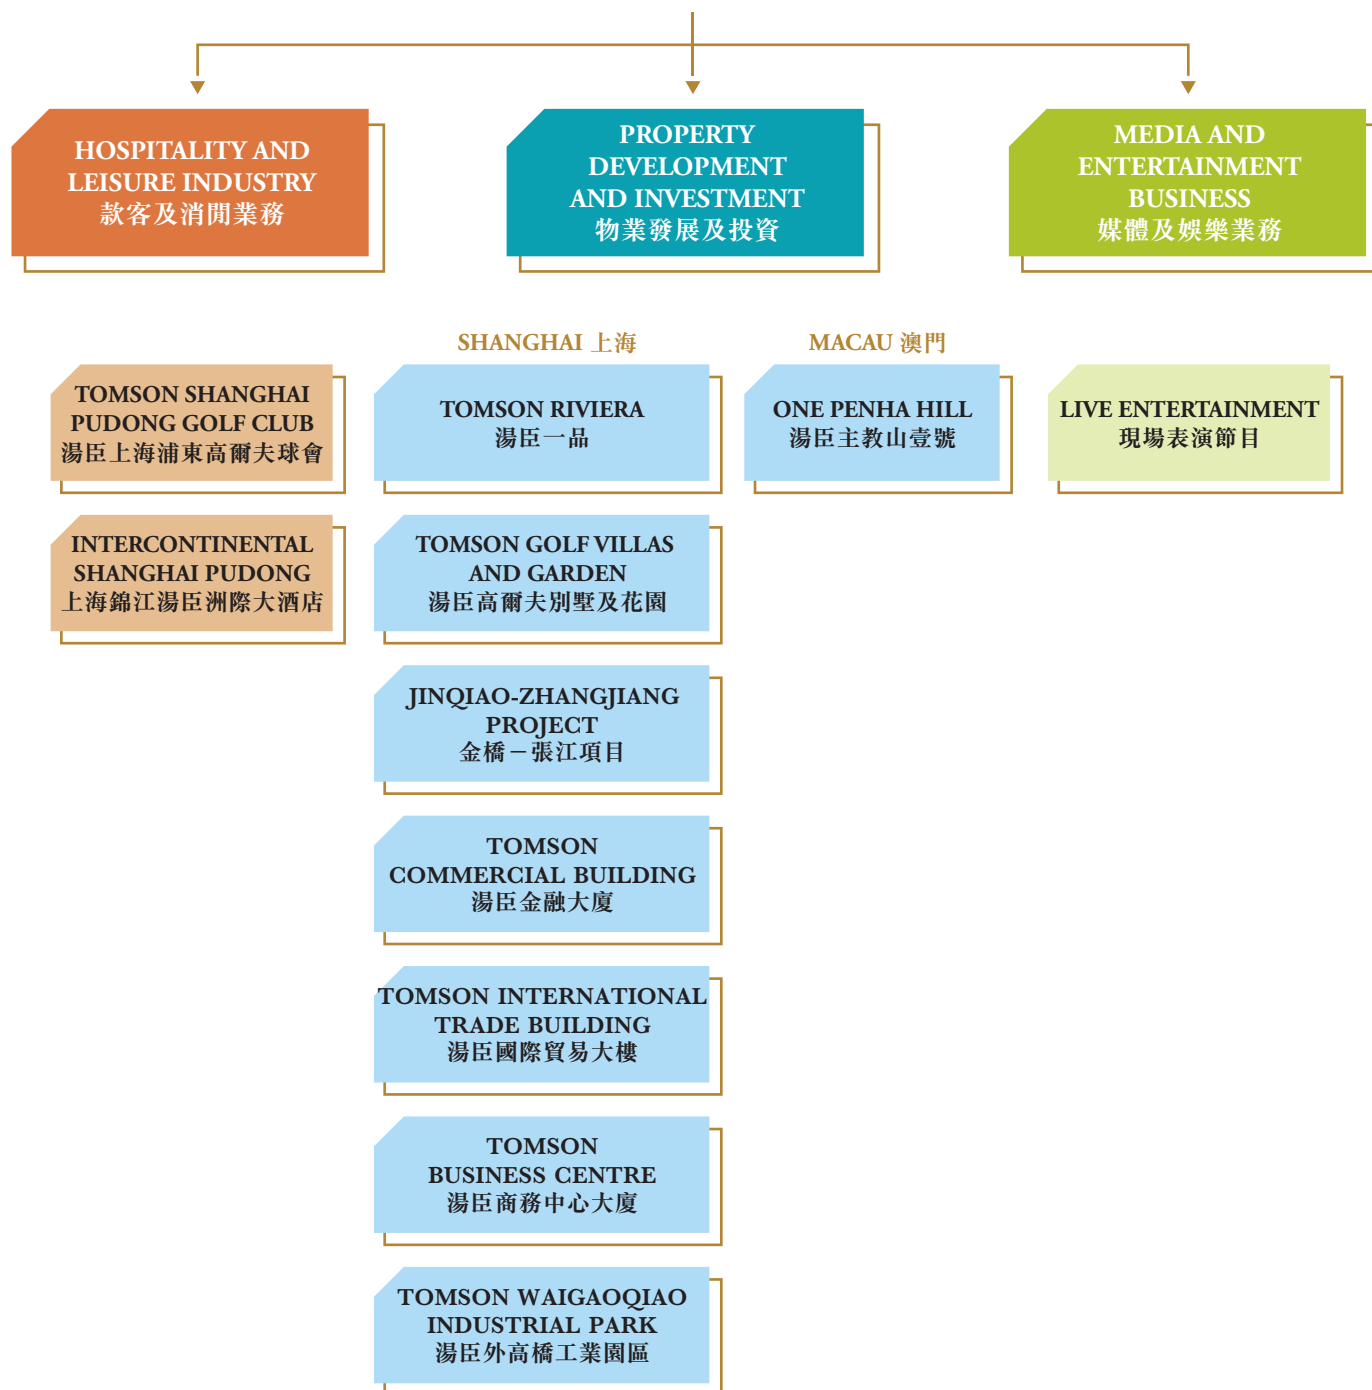 HOSPITALITY AND
LEISURE INDUSTRY
款客及消閒業務
PROPERTY
DEVELOPMENT
AND INVESTMENT
物業發展及投資
MEDIA AND
ENTERTAINMENT
BUSINESS
媒體及娛樂業務
TOMSON SHANGHAI
PUDONG GOLF CLUB
湯臣上海浦東高爾夫球會
INTERCONTINENTAL
SHANGHAI PUDONG
上海錦江湯臣洲際大酒店
SHANGHAI 上海
TOMSON RIVIERA
湯臣一品
TOMSON GOLF VILLAS
AND GARDEN
湯臣高爾夫別墅及花園
JINQIAO-ZHANGJIANG
PROJECT
金橋－張江項目
TOMSON
COMMERCIAL BUILDING
湯臣金融大廈
TOMSON INTERNATIONAL
TRADE BUILDING
湯臣國際貿易大樓
TOMSON
BUSINESS CENTRE
湯臣商務中心大廈
TOMSON WAIGAOQIAO
INDUSTRIAL PARK
湯臣外高橋工業園區
MACAU 澳門
ONE PENHA HILL
湯臣主教山壹號
LIVE ENTERTAINMENT
現場表演節目